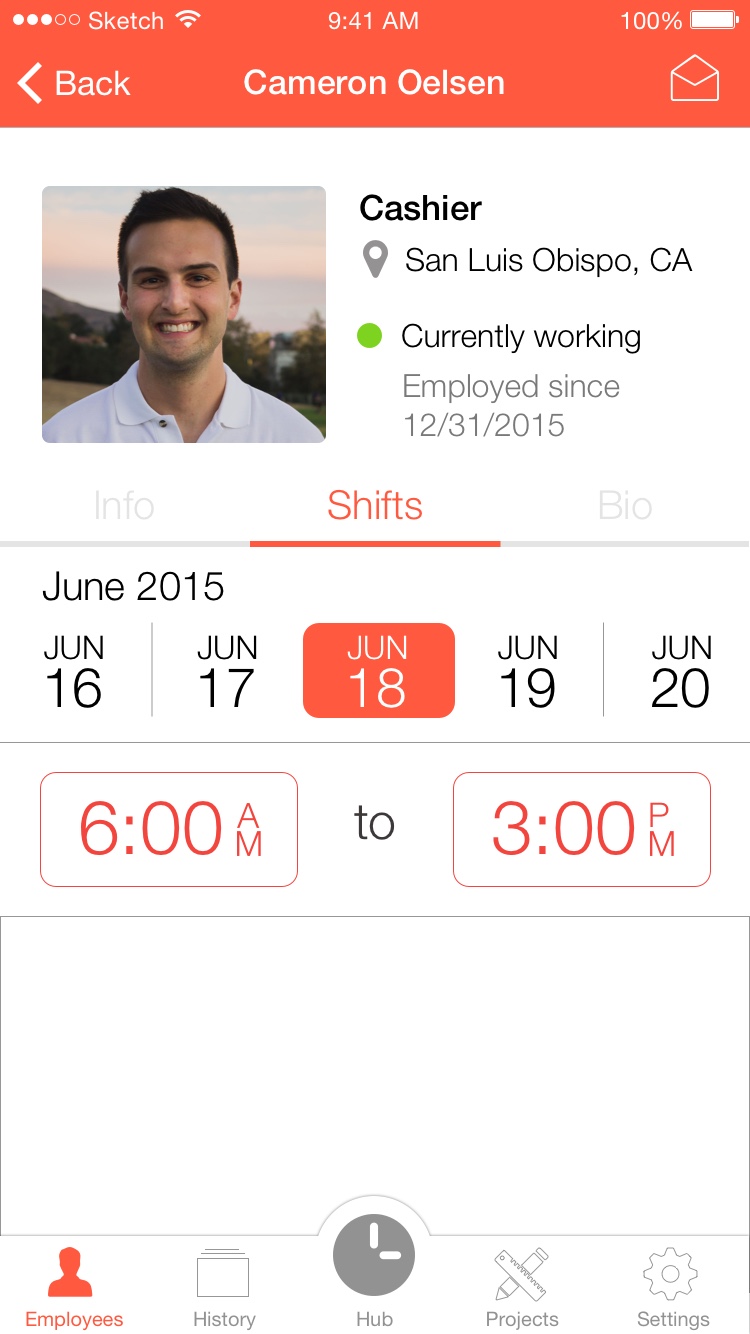 Sketch 9:41 AM 100%
Back Cameron Oelsen
Cashier
San Luis Obispo, CA
Currently working
Employed since
12/31/2015
Info Shifts Bio
June 2015
JUN JUN JUN JUN JUN
16 17 18 19 20
6:00 AM to 3:00 PM
Employees History Hub Projects Settings